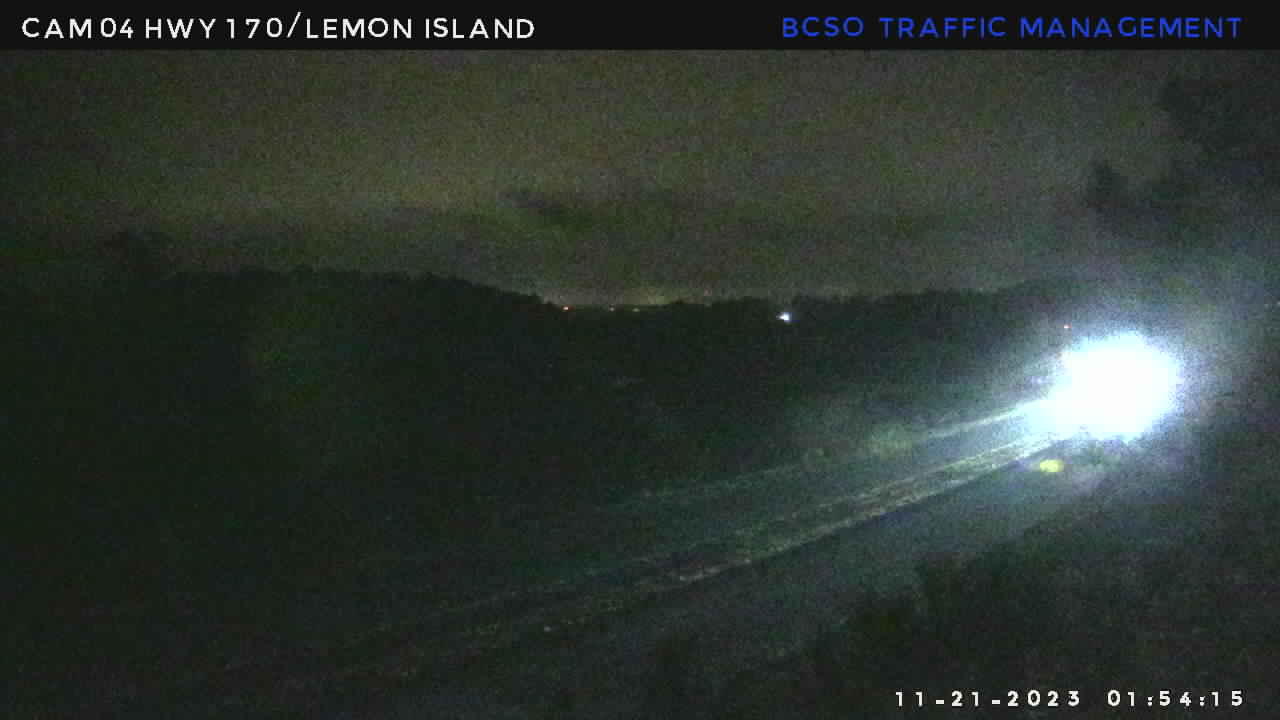 CAM04 HWY 170/LEMON ISLAND
BCSO TRAFFIC MANAGEMENT
11-21-2023 01:54:15